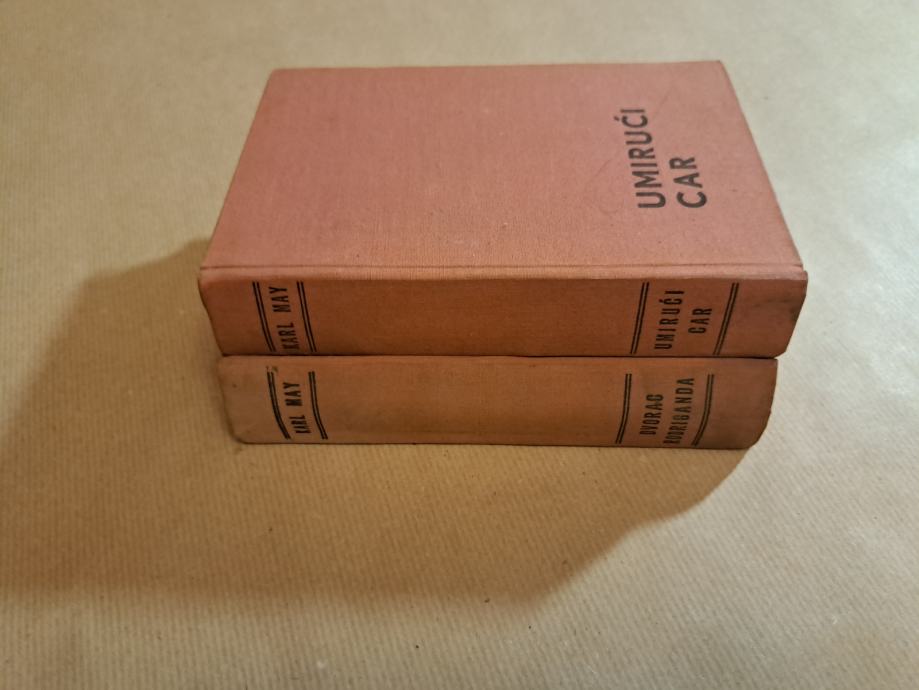 UMIRUĆI
CAR
KARL MAY
UMIRUĆI
CAR
KARL MAY
DVORAC
RODRIGANDA